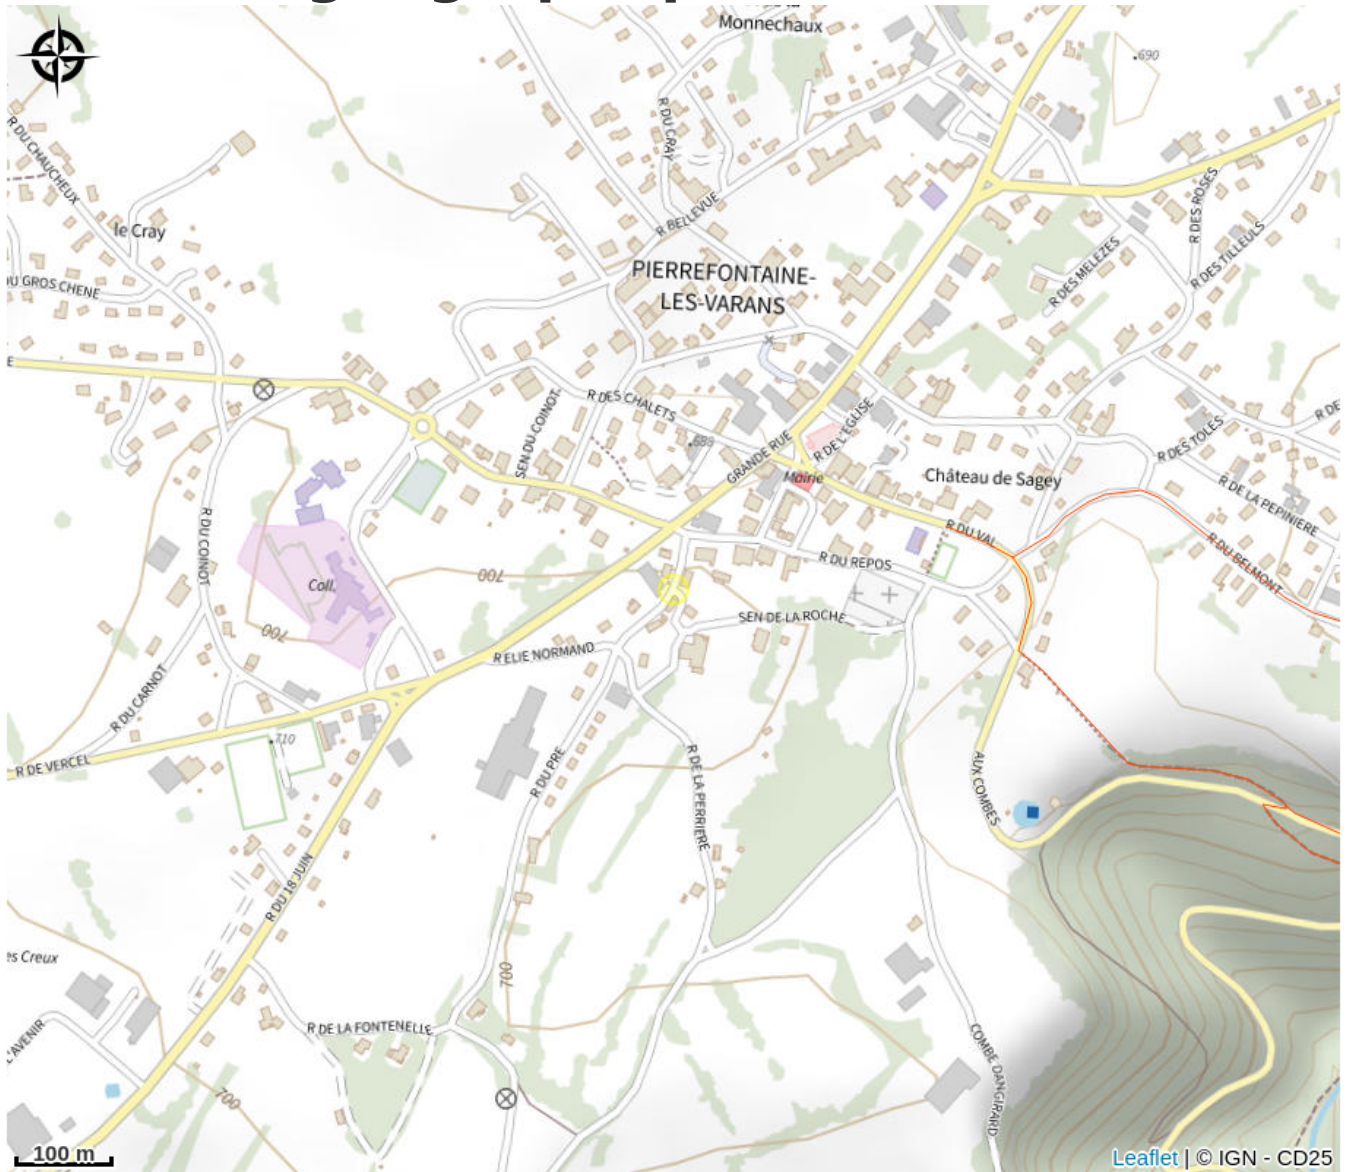 Monnechaux
690
R DU CHAUCHEUX
R DU CRAY
R DES ROSES
le Cray
R BELLEVUE
R DES TILLEULS
R DES MELEZES
PIERREFONTAINE-
LES-VARANS
DU GROS CHENE
E
R DES CHALETS
SEN DU COINOT
R DE L'EGLISE
R DE
689
GRANDE RUE
R DES TOLES
Mairie
Château de Sagey
R DE LA PEPINIERE
R DU COINOT
R DU VAL
R DU BELMONT
R DU REPOS
700
Coll.
SEN DE LA ROCHE
700
R ELIE NORMAND
R DU CARNOT
710
R DE VERCEL
R DU PRE
R DE LA PERRIERE
AUX COMBES
R DU 18 JUIN
es Creux
700
L'AVENIR
R DE LA FONTENELLE
COMBE DANGIRARD
700
100 m
Leaflet | © IGN - CD25